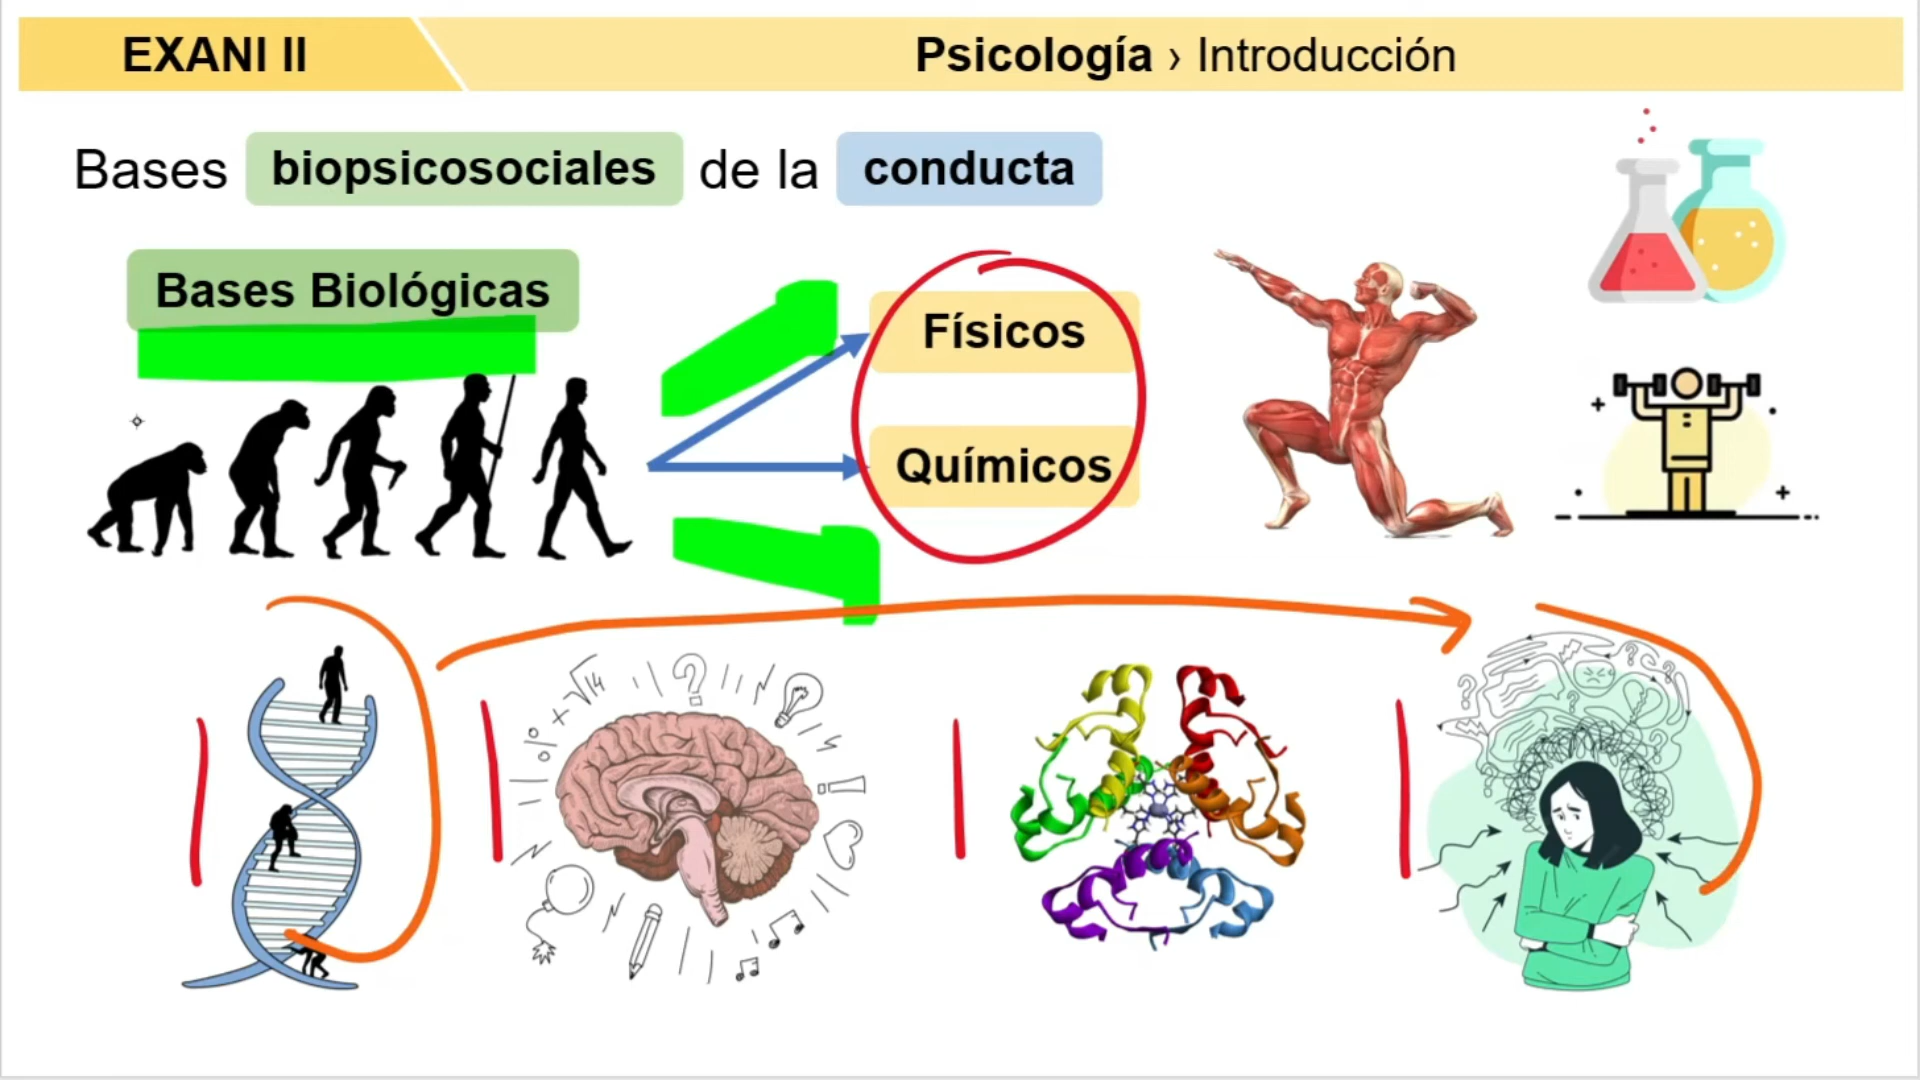 EXANI II
Psicología › Introducción
Bases biopsicosociales de la conducta
Bases Biológicas
Físicos
Químicos